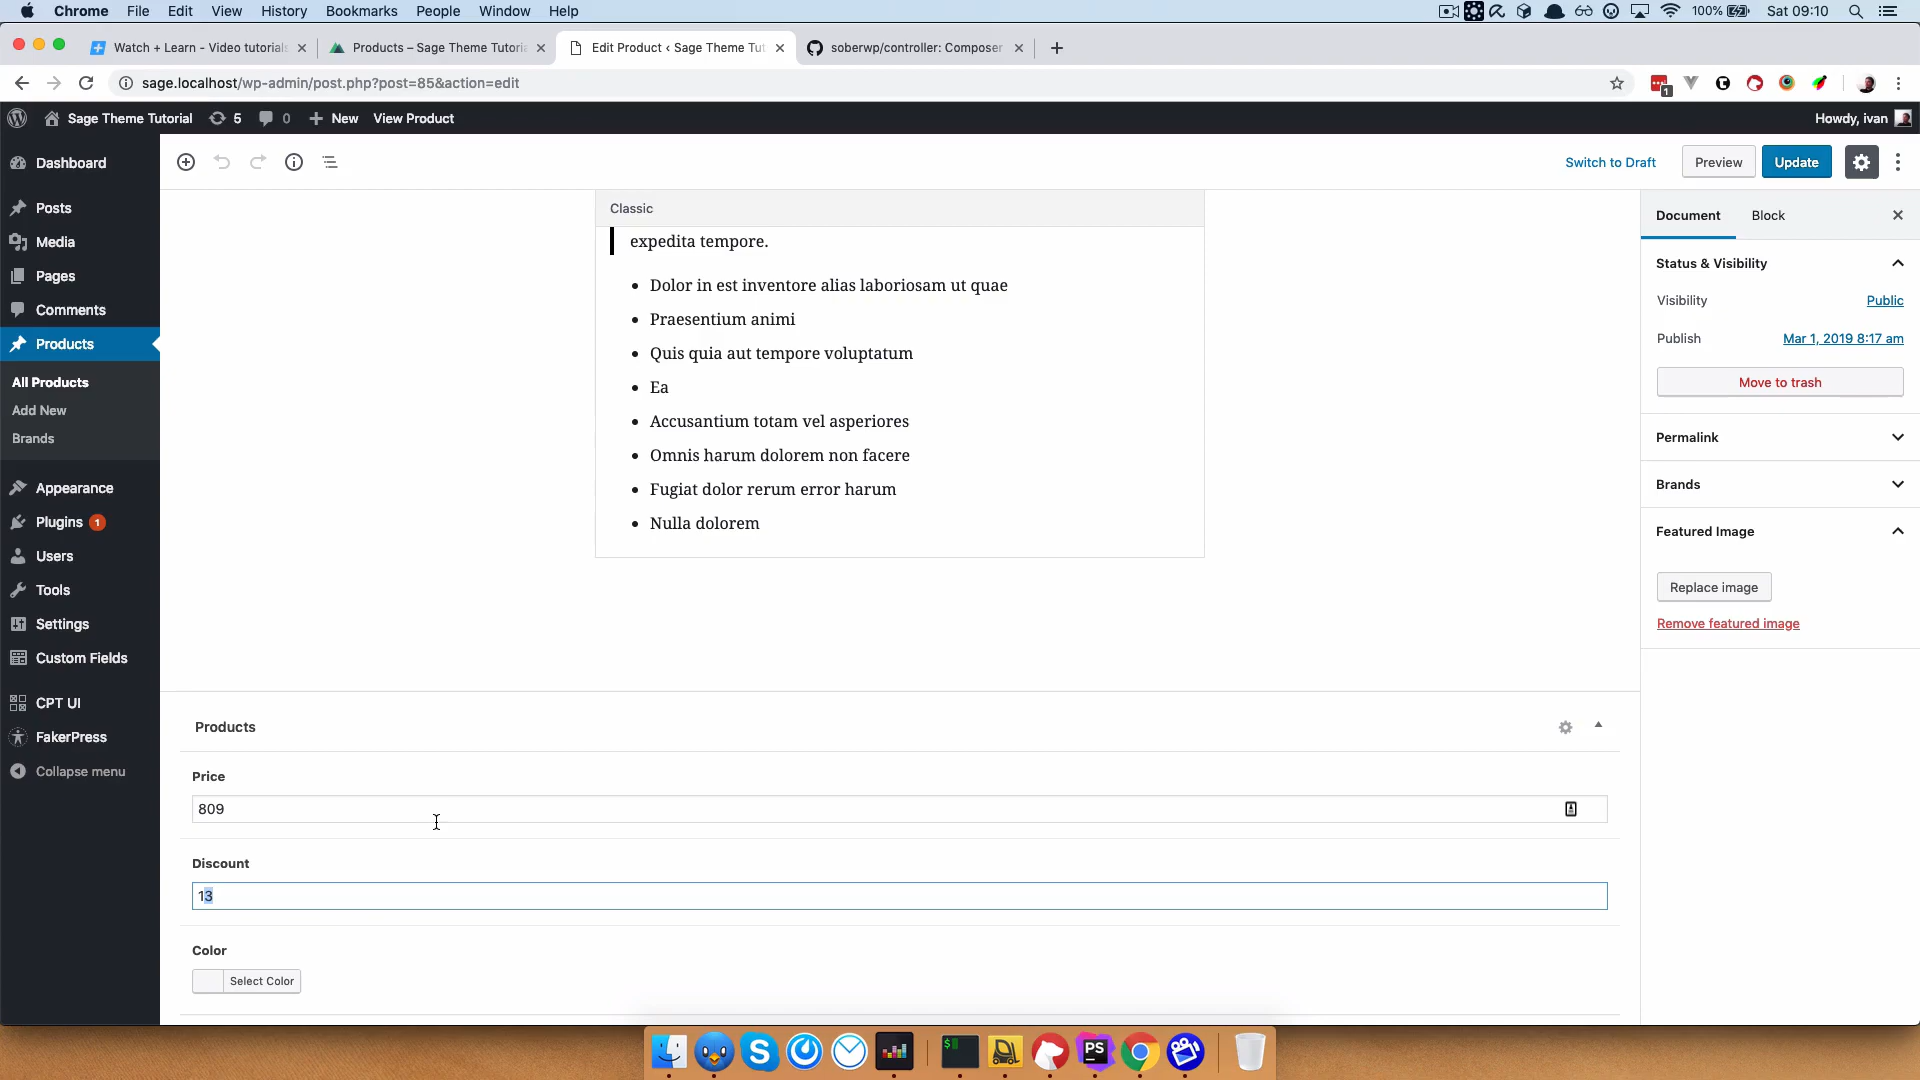 Chrome File Edit View History Bookmarks People Window Help
100% Sat 09:10
Watch + Learn - Video tutorials
Products – Sage Theme Tutoria
Edit Product ‹ Sage Theme Tut
soberwp/controller: Composer
sage.localhost/wp-admin/post.php?post=85&action=edit
1
Sage Theme Tutorial 5 0 New View Product
Howdy, ivan
Dashboard
Posts
Media
Pages
Comments
Products
All Products
Add New
Brands
Appearance
Plugins 1
Users
Tools
Settings
Custom Fields
CPT UI
FakerPress
Collapse menu
Switch to Draft
Preview
Update
Classic
expedita tempore.
Dolor in est inventore alias laboriosam ut quae
Praesentium animi
Quis quia aut tempore voluptatum
Ea
Accusantium totam vel asperiores
Omnis harum dolorem non facere
Fugiat dolor rerum error harum
Nulla dolorem
Document
Block
Status & Visibility
Visibility
Public
Publish
Mar 1, 2019 8:17 am
Move to trash
Permalink
Brands
Featured Image
Replace image
Remove featured image
Products
Price
809
Discount
13
Color
Select Color
S
$
PS